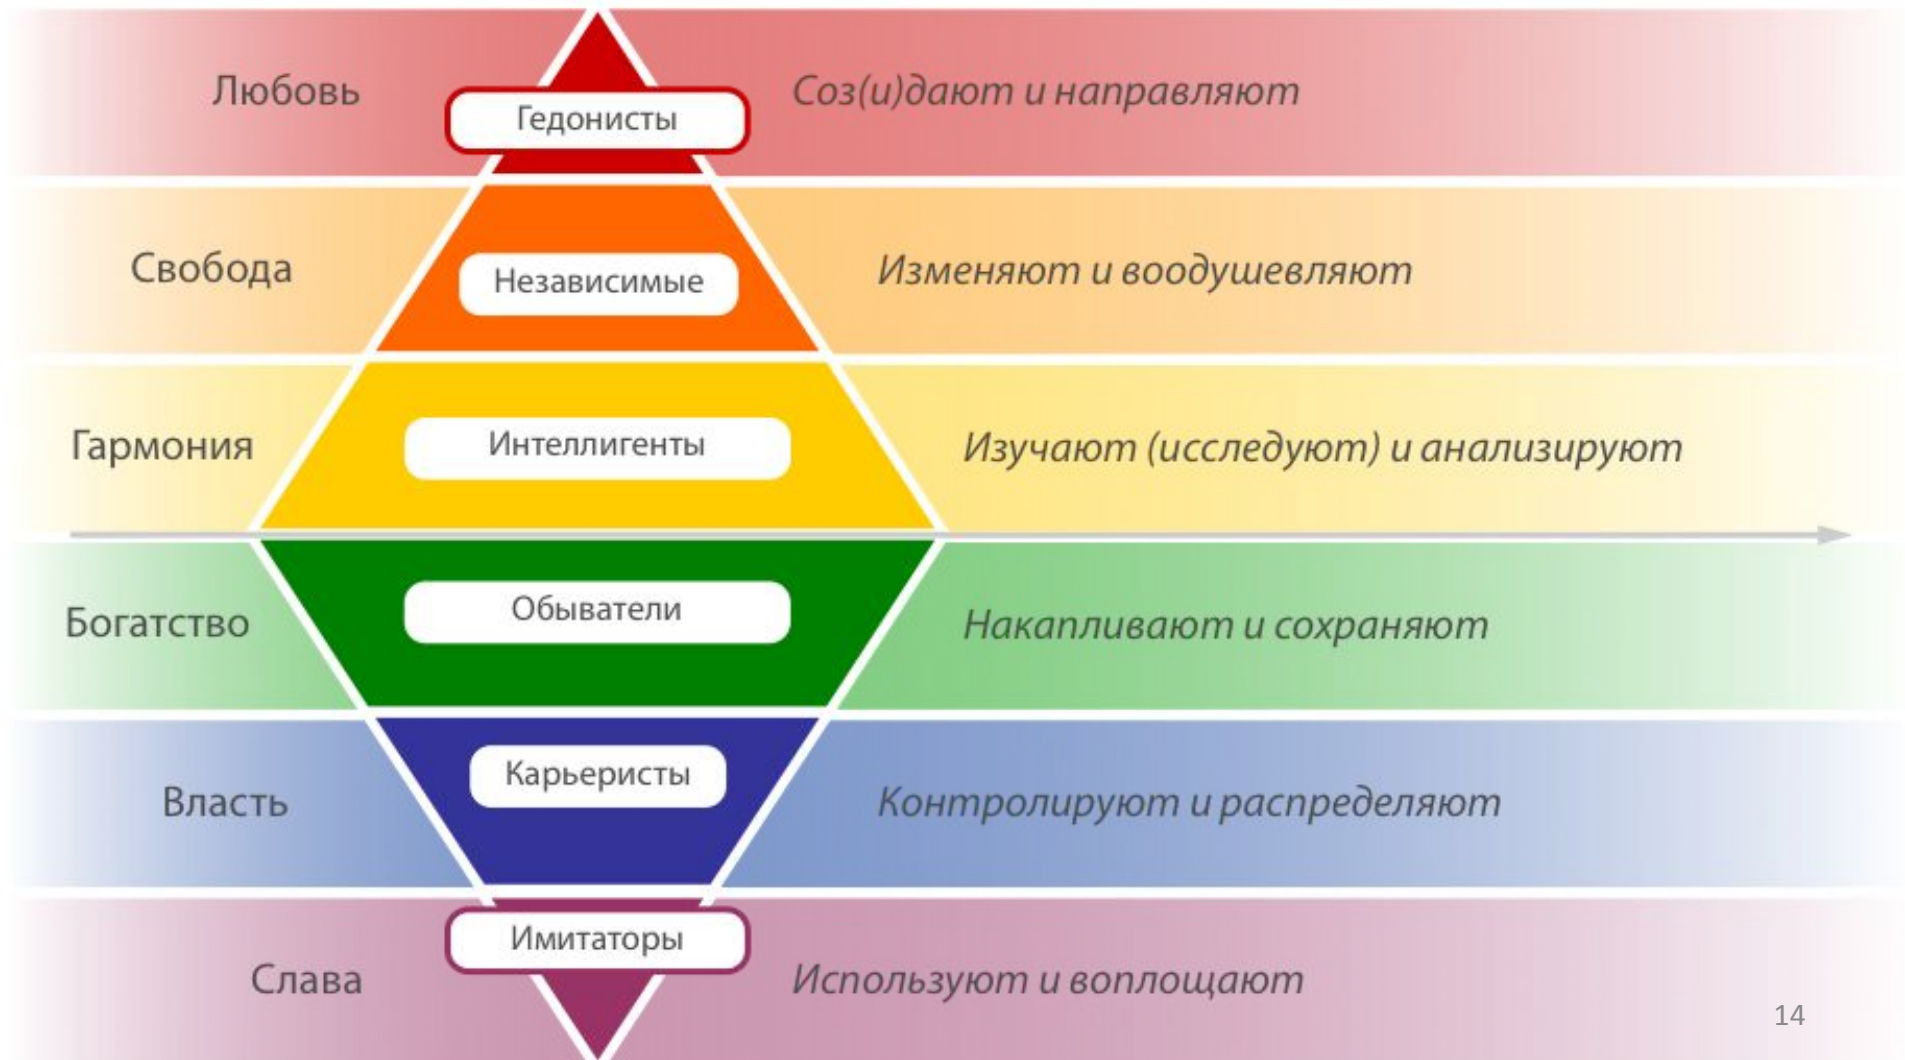 Любовь
Гедонисты
Соз(и)дают и направляют
Свобода
Независимые
Изменяют и воодушевляют
Гармония
Интеллигенты
Изучают (исследуют) и анализируют
Богатство
Обыватели
Накапливают и сохраняют
Власть
Карьеристы
Контролируют и распределяют
Слава
Имитаторы
Используют и воплощают
14